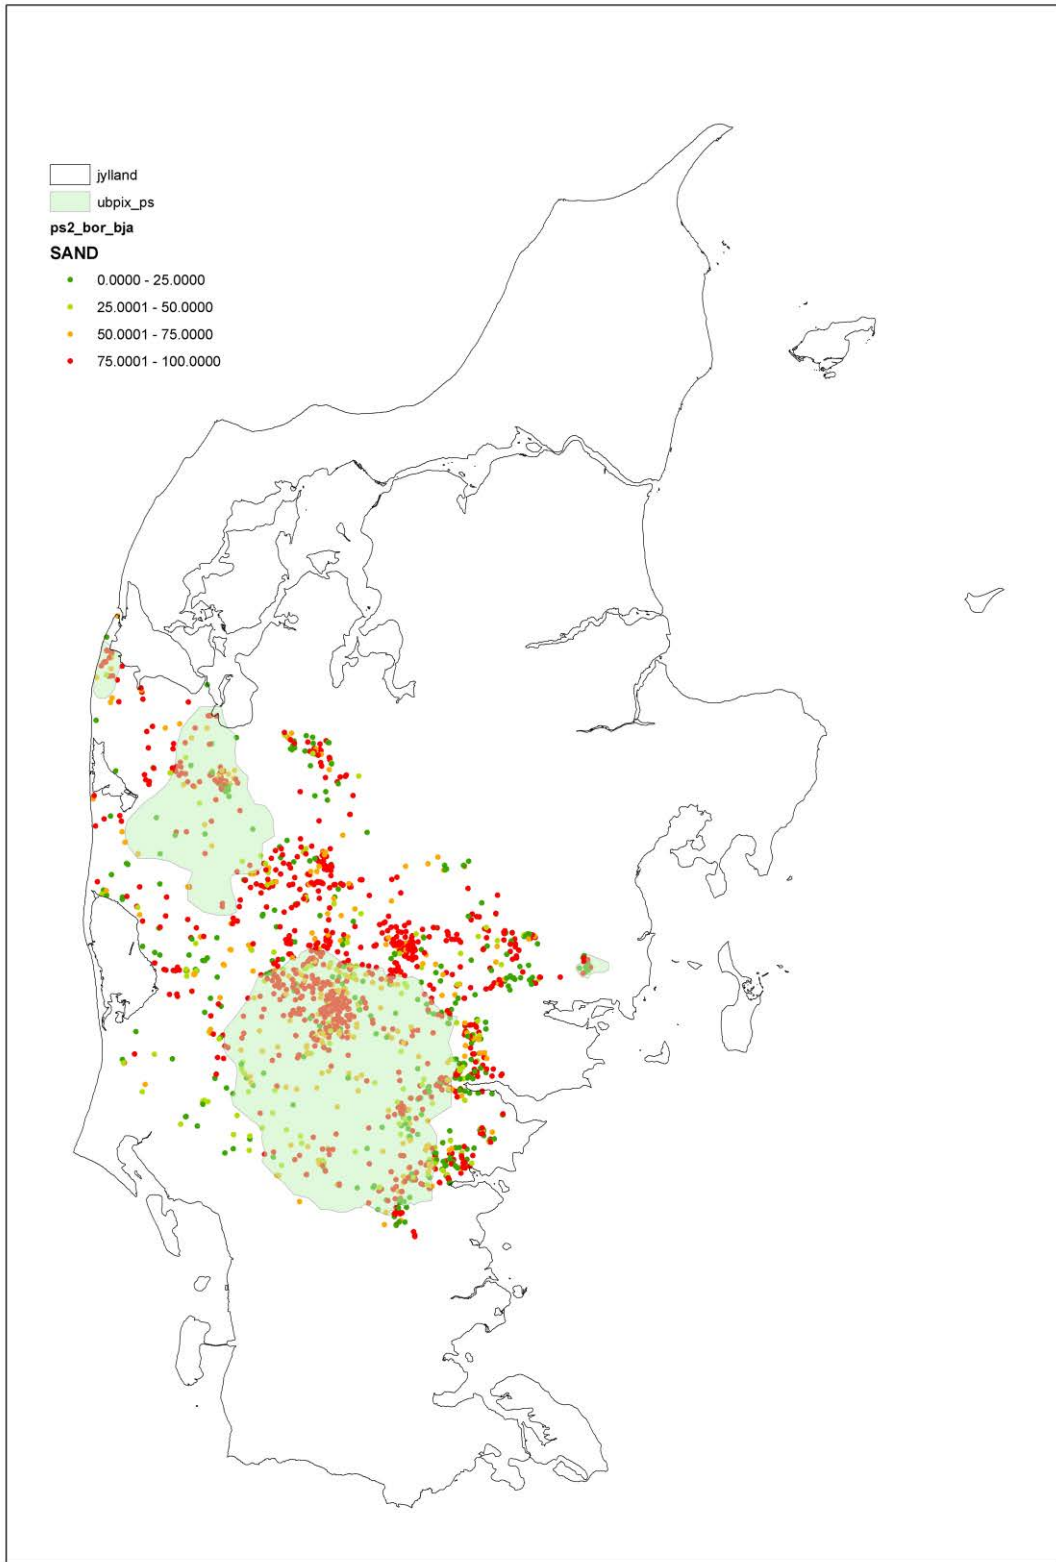 jylland
ubpix_ps
ps2_bor_bja
SAND
0.0000 - 25.0000
25.0001 - 50.0000
50.0001 - 75.0000
75.0001 - 100.0000